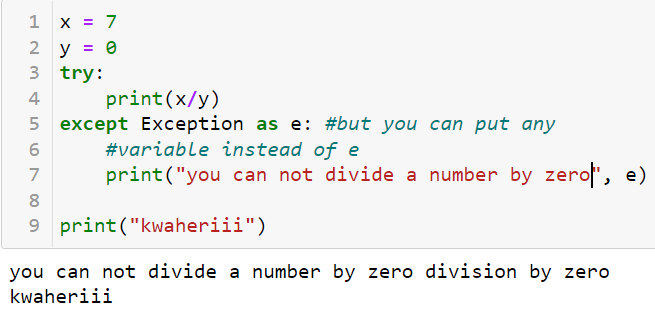 1 x = 7
2 y = 0
3 try:
4     print(x/y)
5 except Exception as e: #but you can put any
6     #variable instead of e
7     print("you can not divide a number by zero", e)
8
9 print("kwaheriii")
you can not divide a number by zero division by zero
kwaheriii